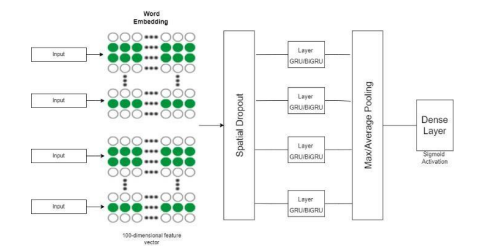 Word
Embedding
Input
Input
Input
Input
100-dimensional feature
vector
Spatial Dropout
Layer
GRU/BiGRU
Layer
GRU/BiGRU
Layer
GRU/BiGRU
Layer
GRU/BiGRU
Max/Average Pooling
Dense
Layer
Sigmoid
Activation